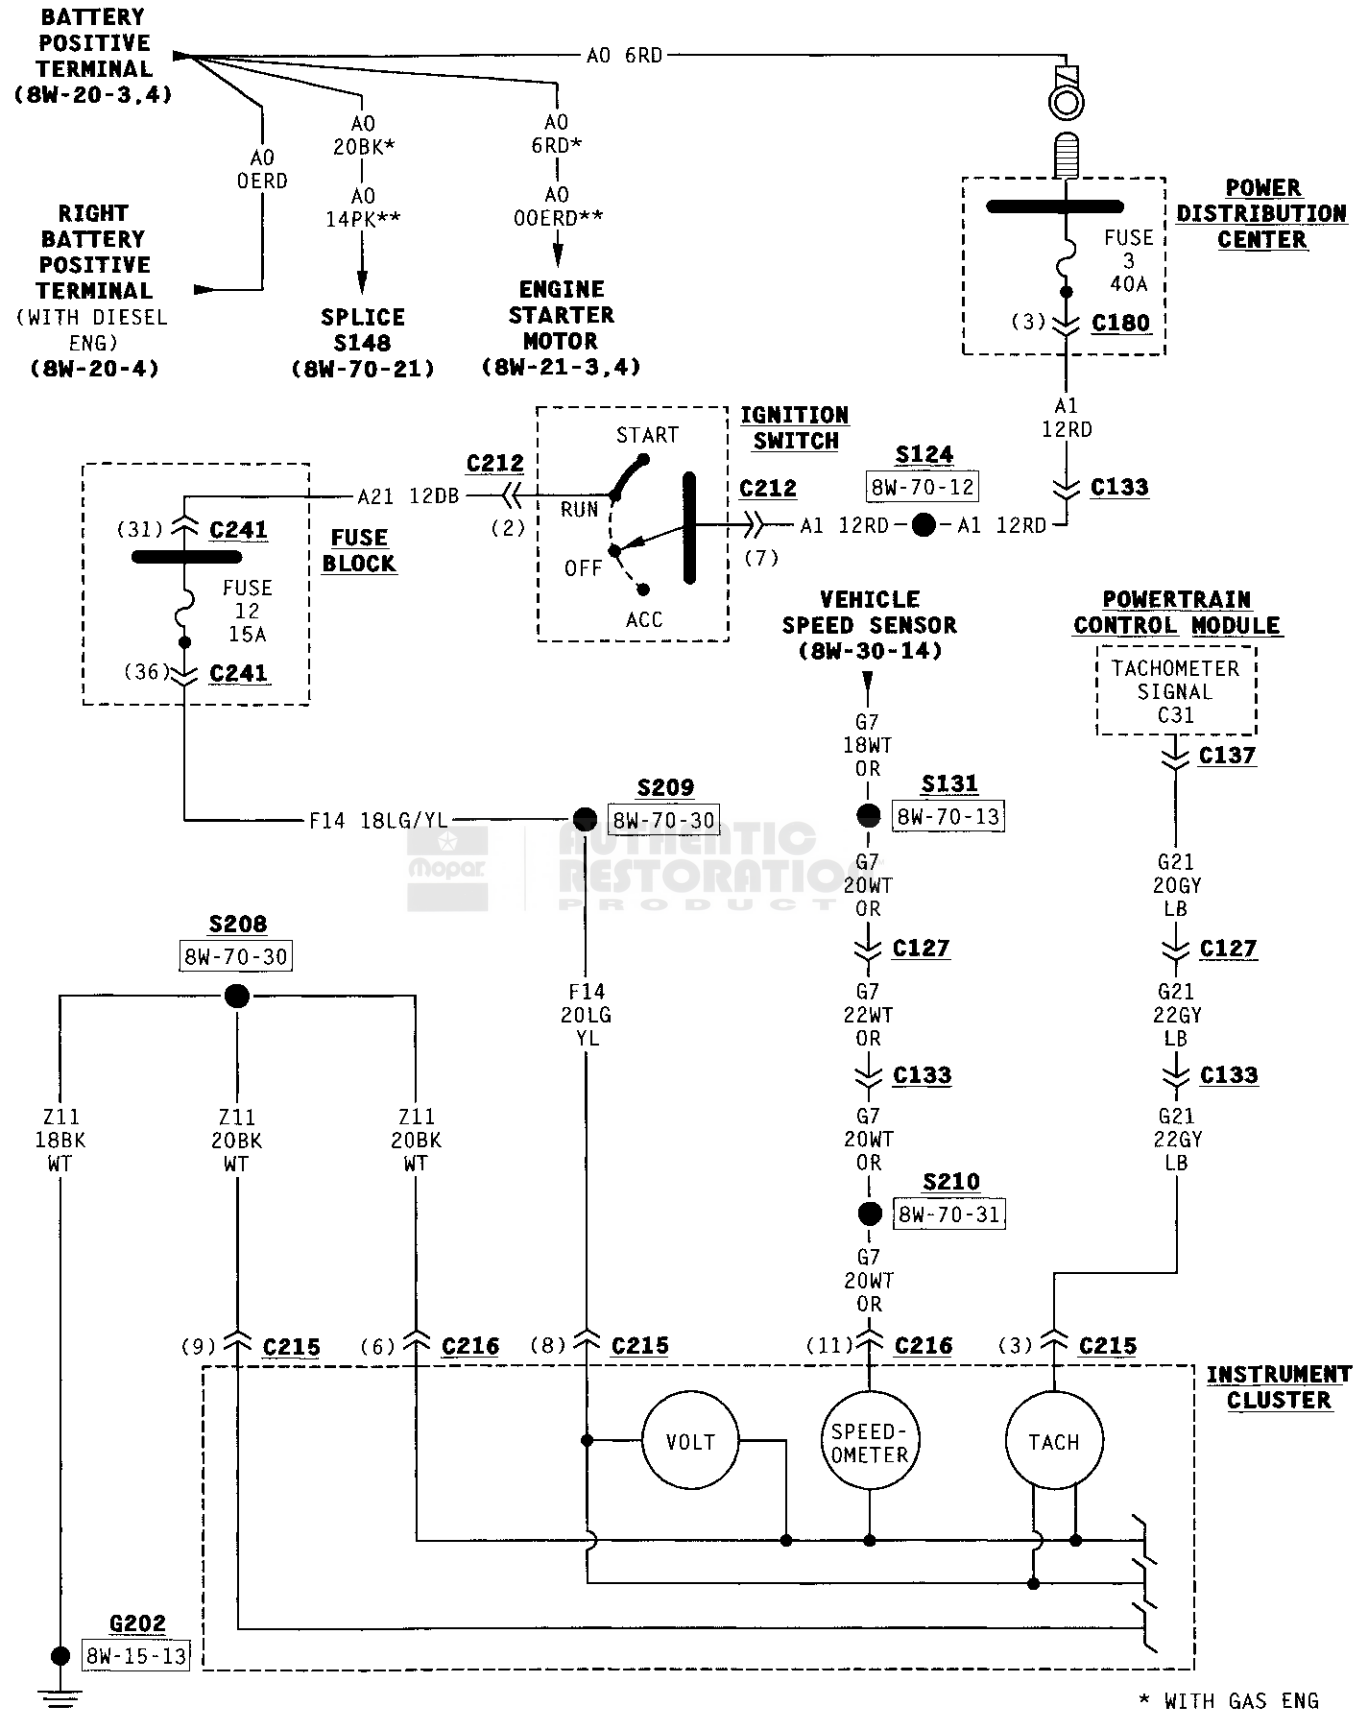 BATTERY
POSITIVE
TERMINAL
(8W-20-3,4)
A0 6RD
A0
0ERD
A0
20BK*
A0
14PK**
A0
6RD*
A0
00ERD**
RIGHT
BATTERY
POSITIVE
TERMINAL
(WITH DIESEL
ENG)
(8W-20-4)
SPLICE
S148
(8W-70-21)
ENGINE
STARTER
MOTOR
(8W-21-3,4)
POWER
DISTRIBUTION
CENTER
FUSE
3
40A
(3) C180
A1
12RD
C133
IGNITION
SWITCH
START
RUN
OFF
ACC
C212
(2)
A21 12DB
C212
(7)
A1 12RD
S124
8W-70-12
A1 12RD
(31) C241
FUSE
BLOCK
FUSE
12
15A
(36) C241
VEHICLE
SPEED SENSOR
(8W-30-14)
POWERTRAIN
CONTROL MODULE
TACHOMETER
SIGNAL
C31
C137
G7
18WT
OR
S131
8W-70-13
F14 18LG/YL
S209
8W-70-30
Mopar
AUTHENTIC
RESTORATION
PRODUCT
G7
20WT
OR
G21
20GY
LB
C127
C127
S208
8W-70-30
F14
20LG
YL
G7
22WT
OR
G21
22GY
LB
C133
C133
Z11
18BK
WT
Z11
20BK
WT
Z11
20BK
WT
G7
20WT
OR
G21
22GY
LB
S210
8W-70-31
G7
20WT
OR
(9) C215
(6) C216
(8) C215
(11) C216
(3) C215
INSTRUMENT
CLUSTER
VOLT
SPEED-
OMETER
TACH
G202
8W-15-13
* WITH GAS ENG